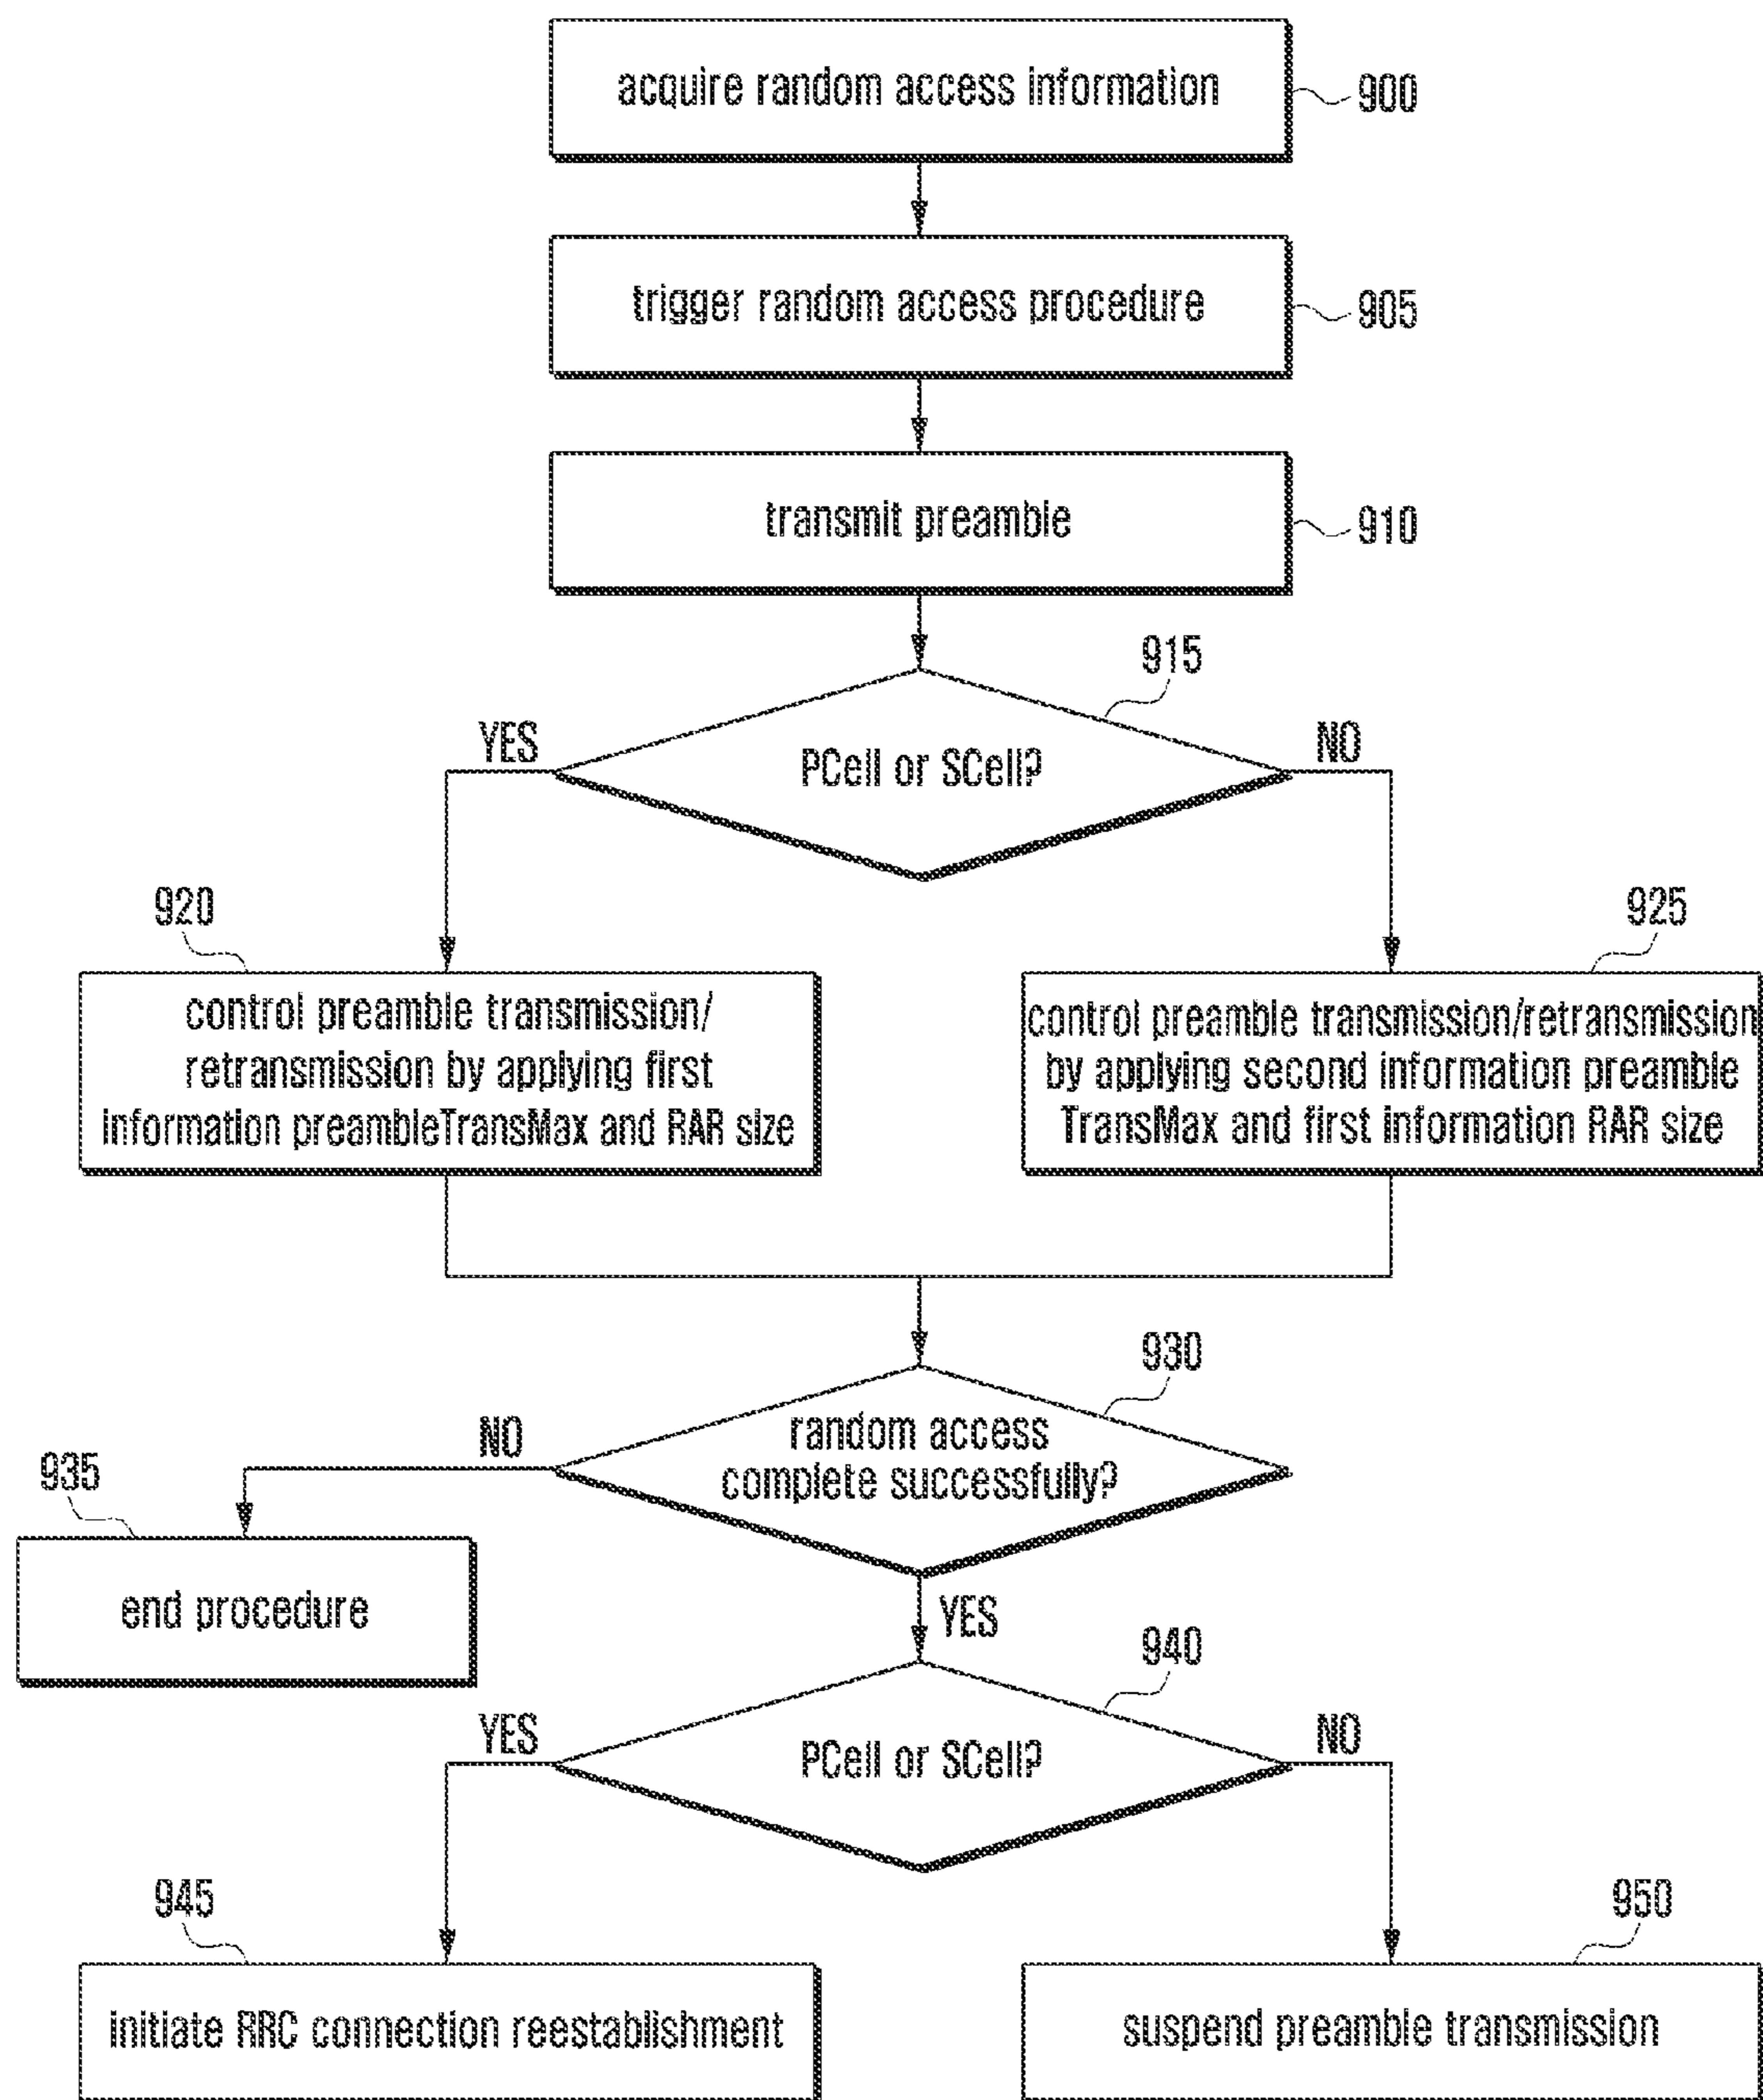 acquire random access information
900
trigger random access procedure
905
transmit preamble
910
915
YES
PCell or SCell?
NO
920
925
control preamble transmission/
retransmission by applying first
information preambleTransMax and RAR size
control preamble transmission/retransmission
by applying second information preamble
TransMax and first information RAR size
930
NO
random access
complete successfully?
935
end procedure
YES
940
YES
PCell or SCell?
NO
945
950
initiate RRC connection reestablishment
suspend preamble transmission